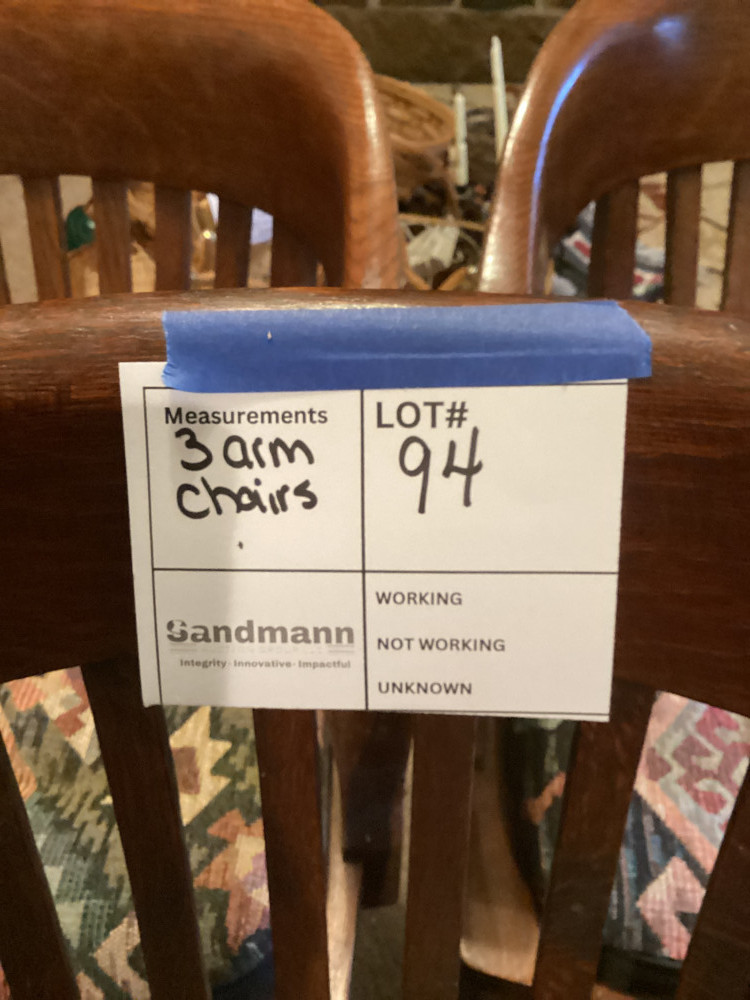 Measurements
3 arm
chairs
LOT#
94
Sandmann
Integrity · Innovative · Impactful
WORKING
NOT WORKING
UNKNOWN